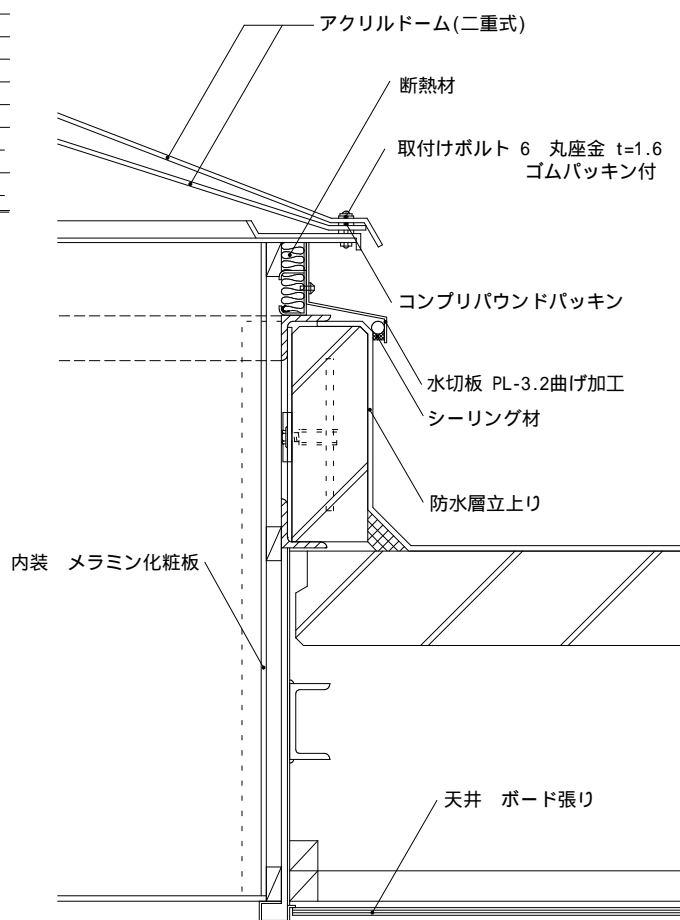 アクリルドーム(二重式)
断熱材
取付けボルト 6　丸座金 t=1.6
ゴムパッキン付
コンプリパウンドパッキン
水切板 PL-3.2曲げ加工
シーリング材
防水層立上り
内装　メラミン化粧板
天井　ボード張り